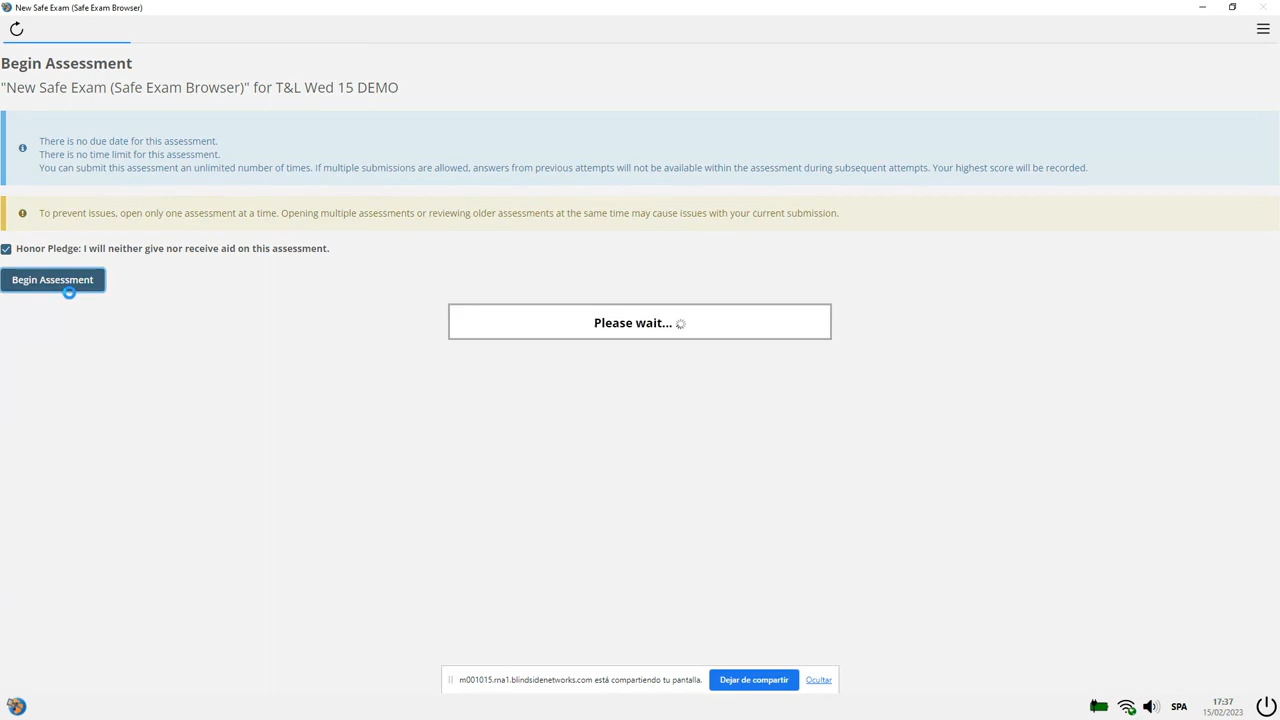 New Safe Exam (Safe Exam Browser)
Begin Assessment
"New Safe Exam (Safe Exam Browser)" for T&L Wed 15 DEMO
There is no due date for this assessment.
There is no time limit for this assessment.
You can submit this assessment an unlimited number of times. If multiple submissions are allowed, answers from previous attempts will not be available within the assessment during subsequent attempts. Your highest score will be recorded.
To prevent issues, open only one assessment at a time. Opening multiple assessments or reviewing older assessments at the same time may cause issues with your current submission.
Honor Pledge: I will neither give nor receive aid on this assessment.
Begin Assessment
Please wait...
m001015.rna1.blindsidenetworks.com está compartiendo tu pantalla. Dejar de compartir Ocultar
SPA 17:37
15/02/2023